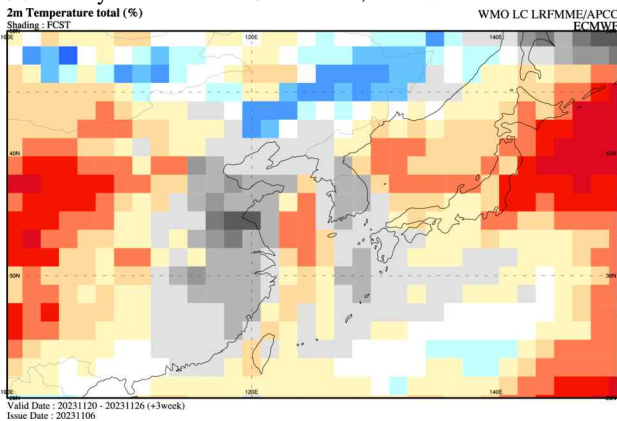 2m Temperature total (%)
WMO LC LRFMME/APCC
Shading : FCST
ECMWF
100E
120E
140E
40N
40N
30N
30N
120E
140E
Valid Date : 20231120 - 20231126 (+3week)
Issue Date : 20231106